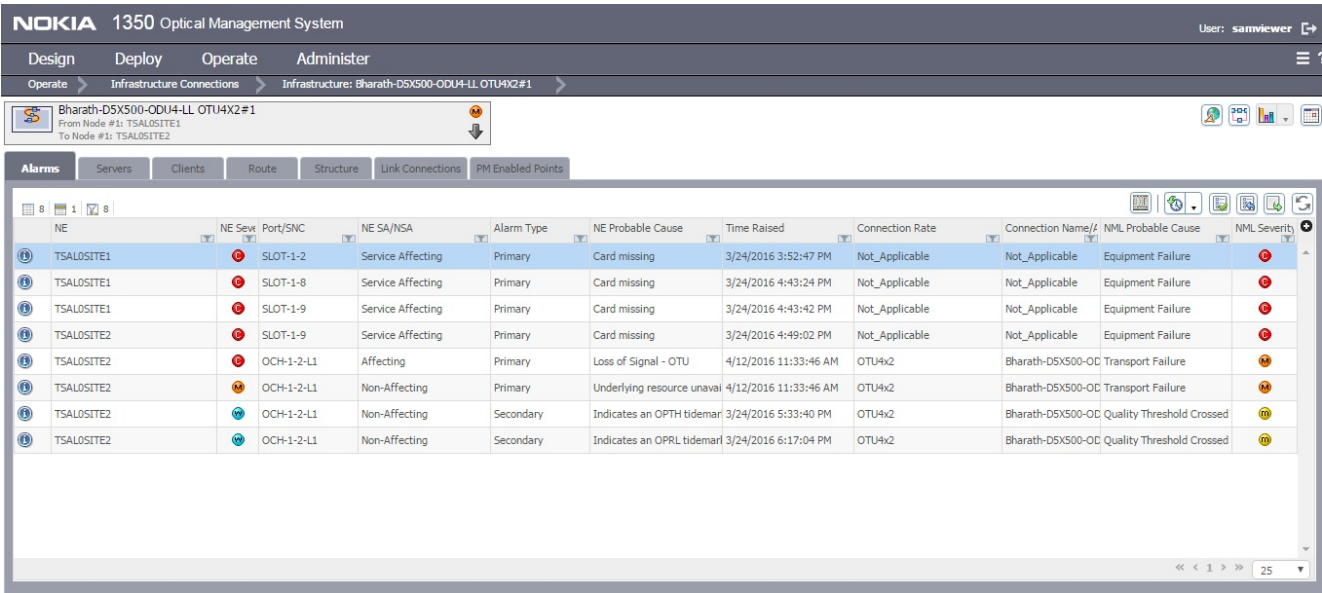 NOKIA 1350 Optical Management System
User: samviewer
Design Deploy Operate Administer
Operate Infrastructure Connections Infrastructure: Bharath-D5X500-ODU4-LL OTU4X2#1
Bharath-D5X500-ODU4-LL OTU4X2#1
From Node #1: TSAL0SITE1
To Node #1: TSAL0SITE2
M
Alarms Servers Clients Route Structure Link Connections PM Enabled Points
8 1 8
NE NE Seve Port/SNC NE SA/NSA Alarm Type NE Probable Cause Time Raised Connection Rate Connection Name/A NML Probable Cause NML Severity
TSAL0SITE1 C SLOT-1-2 Service Affecting Primary Card missing 3/24/2016 3:52:47 PM Not_Applicable Not_Applicable Equipment Failure C
TSAL0SITE1 C SLOT-1-8 Service Affecting Primary Card missing 3/24/2016 4:43:24 PM Not_Applicable Not_Applicable Equipment Failure C
TSAL0SITE1 C SLOT-1-9 Service Affecting Primary Card missing 3/24/2016 4:43:42 PM Not_Applicable Not_Applicable Equipment Failure C
TSAL0SITE2 C SLOT-1-9 Service Affecting Primary Card missing 3/24/2016 4:49:02 PM Not_Applicable Not_Applicable Equipment Failure C
TSAL0SITE2 C OCH-1-2-L1 Affecting Primary Loss of Signal - OTU 4/12/2016 11:33:46 AM OTU4x2 Bharath-D5X500-OD Transport Failure M
TSAL0SITE2 M OCH-1-2-L1 Non-Affecting Primary Underlying resource unavai 4/12/2016 11:33:46 AM OTU4x2 Bharath-D5X500-OD Transport Failure M
TSAL0SITE2 W OCH-1-2-L1 Non-Affecting Secondary Indicates an OPTH tidemar 3/24/2016 5:33:40 PM OTU4x2 Bharath-D5X500-OD Quality Threshold Crossed m
TSAL0SITE2 W OCH-1-2-L1 Non-Affecting Secondary Indicates an OPRL tidemarl 3/24/2016 6:17:04 PM OTU4x2 Bharath-D5X500-OD Quality Threshold Crossed m
« < 1 > » 25